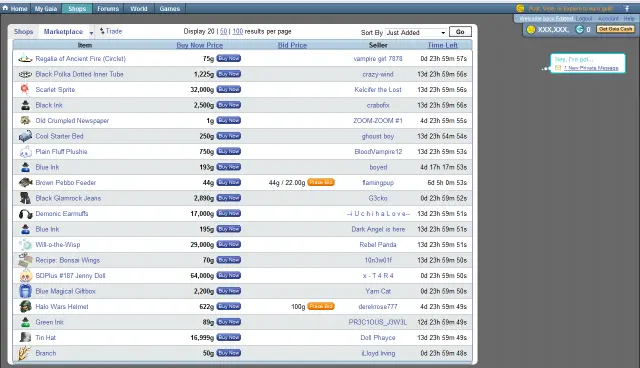 Home My Gaia Shops Forums World Games
Post, Vote, or Explore to earn gold!
Welcome back Edited Logout Account Help
XXX,XXX. 0 Get Gaia Cash
Shops Marketplace Trade Display 20 | 50 | 100 results per page Sort By Just Added Go
Item Buy Now Price Bid Price Seller Time Left
Hey, I've got...
1 New Private Message
Regalia of Ancient Fire (Circlet) 75g Buy Now vampire girl 7878 0d 23h 59m 57s
Black Polka Dotted Inner Tube 1,225g Buy Now crazy-wind 13d 23h 59m 56s
Scarlet Sprite 32,000g Buy Now Kelcifer the Lost 13d 23h 59m 56s
Black Ink 2,500g Buy Now crabofix 13d 23h 59m 56s
Old Crumpled Newspaper 1g Buy Now ZOOM-ZOOM #1 4d 23h 59m 55s
Cool Starter Bed 250g Buy Now ghoust boy 13d 23h 54m 54s
Plain Fluff Plushie 750g Buy Now BloodVampire12 13d 23h 59m 53s
Blue Ink 193g Buy Now boyed 4d 17h 17m 53s
Brown Pebbo Feeder 44g Buy Now 44g / 22.00g Place Bid flamingpup 6d 5h 0m 53s
Black Glamrock Jeans 2,890g Buy Now G3cko 0d 23h 59m 52s
Demonic Earmuffs 17,000g Buy Now --i U c h i h a L o v e-- 13d 23h 59m 51s
Blue Ink 195g Buy Now Dark Angel is here 13d 23h 59m 51s
Will-o-the-Wisp 29,000g Buy Now Rebel Panda 13d 23h 59m 51s
Recipe: Bonsai Wings 70g Buy Now 10n3w01f 13d 23h 59m 50s
SDPlus #187 Jenny Doll 64,000g Buy Now x - T 4 R 4 0d 23h 59m 50s
Blue Magical Giftbox 2,200g Buy Now Yam Cat 0d 23h 59m 50s
Halo Wars Helmet 622g Buy Now 100g Place Bid derekrose777 4d 23h 59m 49s
Green Ink 89g Buy Now PR3C1OUS_J3W3L 12d 23h 59m 49s
Tin Hat 16,999g Buy Now Doll Phayce 13d 23h 59m 49s
Branch 50g Buy Now iLloyd Irving 0d 23h 59m 48s